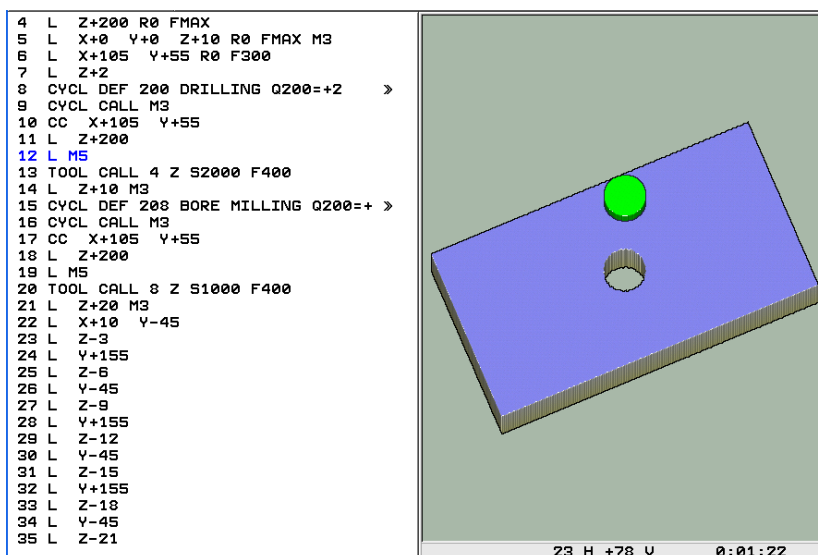 4 L Z+200 R0 FMAX
5 L X+0 Y+0 Z+10 R0 FMAX M3
6 L X+105 Y+55 R0 F300
7 L Z+2
8 CYCL DEF 200 DRILLING Q200=+2 »
9 CYCL CALL M3
10 CC X+105 Y+55
11 L Z+200
12 L M5
13 TOOL CALL 4 Z S2000 F400
14 L Z+10 M3
15 CYCL DEF 208 BORE MILLING Q200=+ »
16 CYCL CALL M3
17 CC X+105 Y+55
18 L Z+200
19 L M5
20 TOOL CALL 8 Z S1000 F400
21 L Z+20 M3
22 L X+10 Y-45
23 L Z-3
24 L Y+155
25 L Z-6
26 L Y-45
27 L Z-9
28 L Y+155
29 L Z-12
30 L Y-45
31 L Z-15
32 L Y+155
33 L Z-18
34 L Y-45
35 L Z-21
23 H +78 V 0:01:22